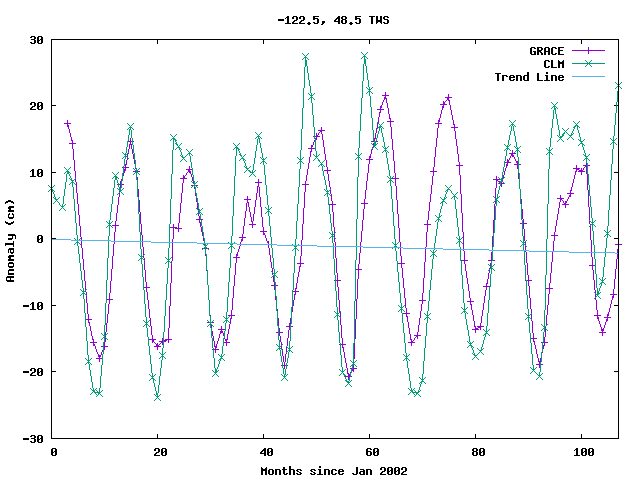 -122.5, 48.5 TWS
30
GRACE
CLM
Trend Line
20
10
0
-10
-20
-30
Anomaly (cm)
0 20 40 60 80 100
Months since Jan 2002